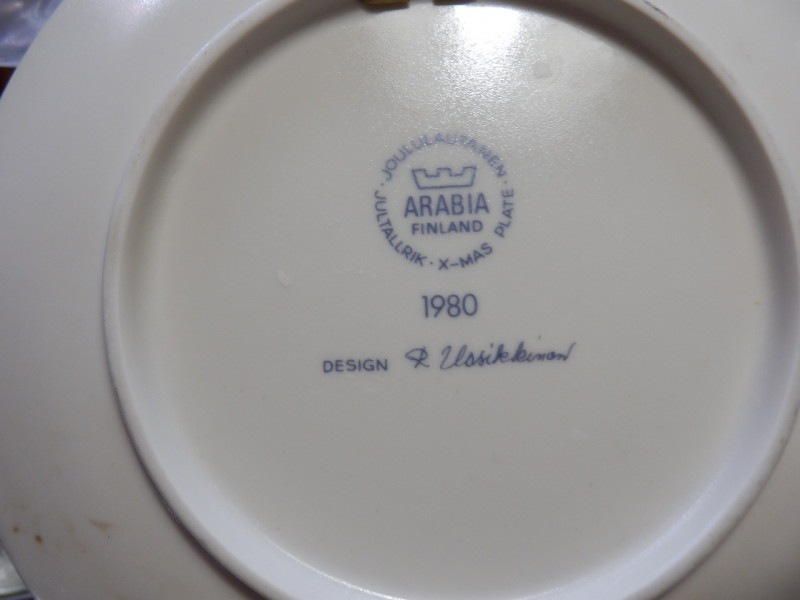 · JOULULAUTANEN · JULTALLRIK · X-MAS PLATE
ARABIA
FINLAND
1980
DESIGN R Uosikkinen